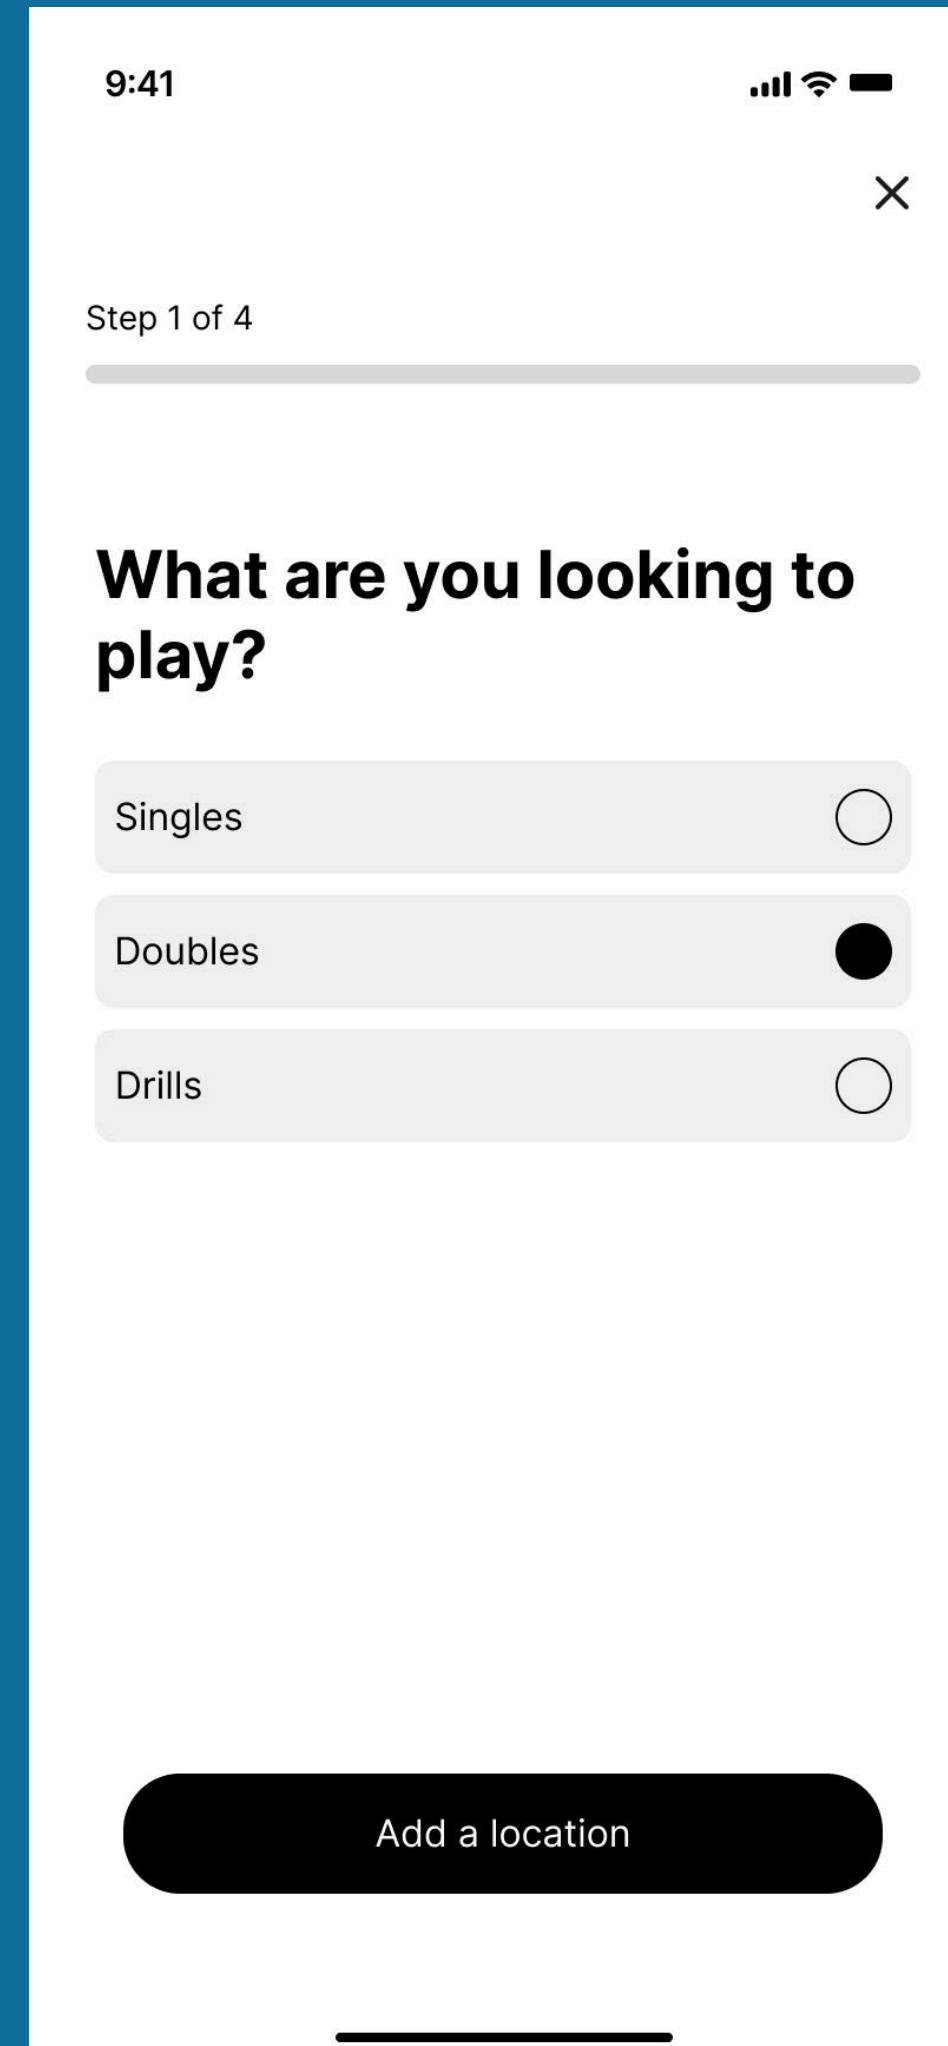 9:41
Step 1 of 4
What are you looking to
play?
Singles
Doubles
Drills
Add a location